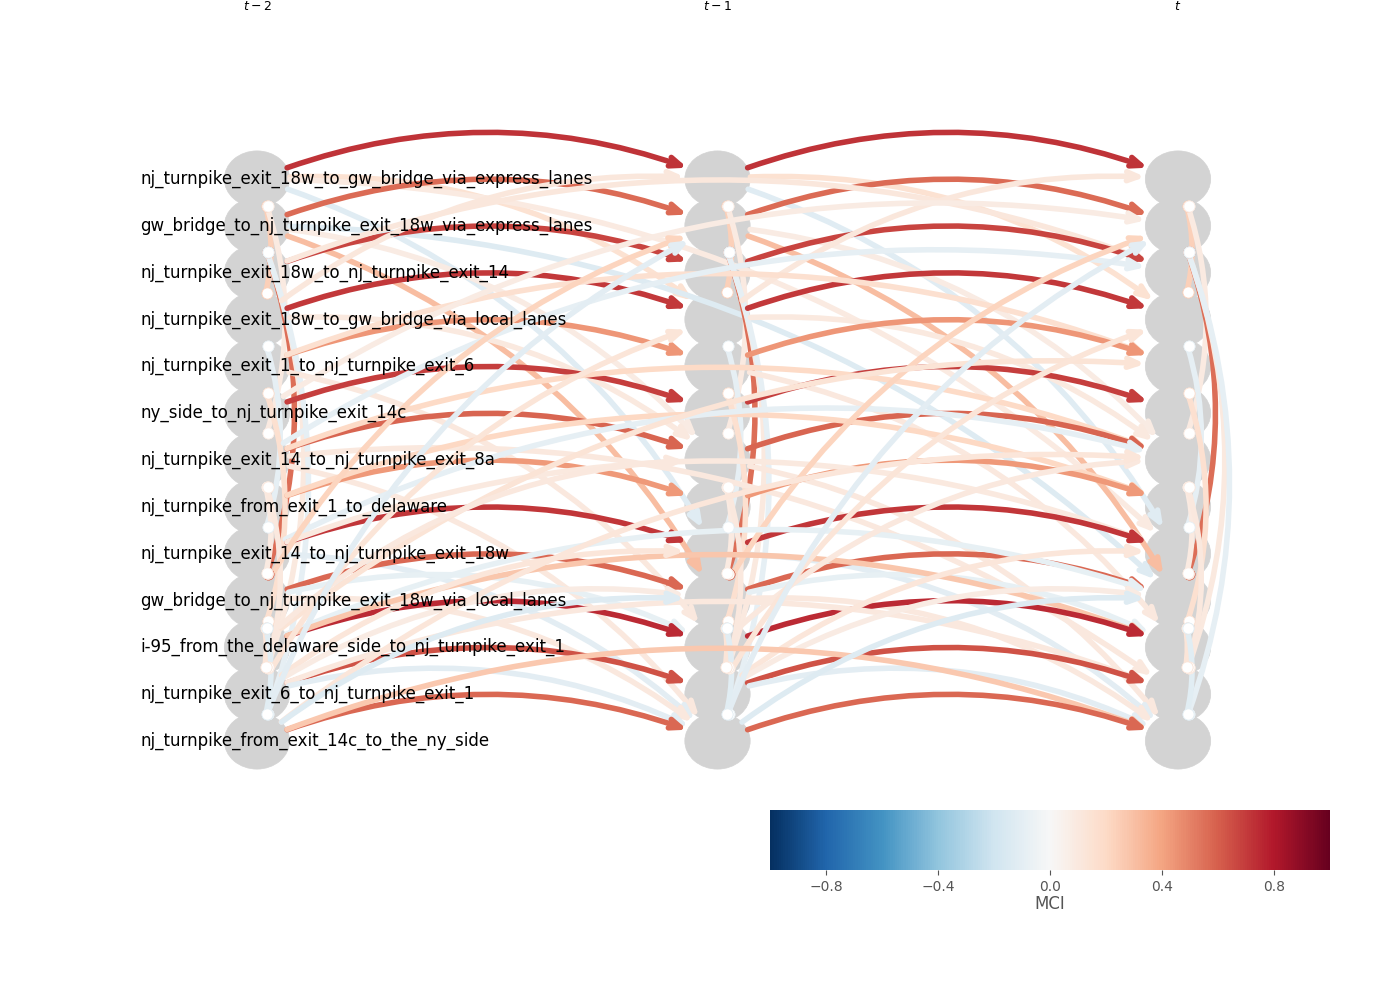 t − 2 t − 1 t
nj_turnpike_exit_18w_to_gw_bridge_via_express_lanes
gw_bridge_to_nj_turnpike_exit_18w_via_express_lanes
nj_turnpike_exit_18w_to_nj_turnpike_exit_14
nj_turnpike_exit_18w_to_gw_bridge_via_local_lanes
nj_turnpike_exit_1_to_nj_turnpike_exit_6
ny_side_to_nj_turnpike_exit_14c
nj_turnpike_exit_14_to_nj_turnpike_exit_8a
nj_turnpike_from_exit_1_to_delaware
nj_turnpike_exit_14_to_nj_turnpike_exit_18w
gw_bridge_to_nj_turnpike_exit_18w_via_local_lanes
i-95_from_the_delaware_side_to_nj_turnpike_exit_1
nj_turnpike_exit_6_to_nj_turnpike_exit_1
nj_turnpike_from_exit_14c_to_the_ny_side
−0.8 −0.4 0.0 0.4 0.8
MCI